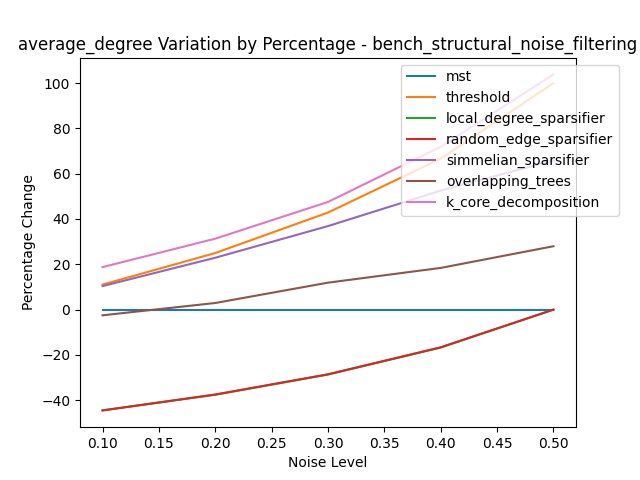 average_degree Variation by Percentage - bench_structural_noise_filtering
mst
threshold
local_degree_sparsifier
random_edge_sparsifier
simmelian_sparsifier
overlapping_trees
k_core_decomposition
Percentage Change
100
80
60
40
20
0
−20
−40
0.10 0.15 0.20 0.25 0.30 0.35 0.40 0.45 0.50
Noise Level